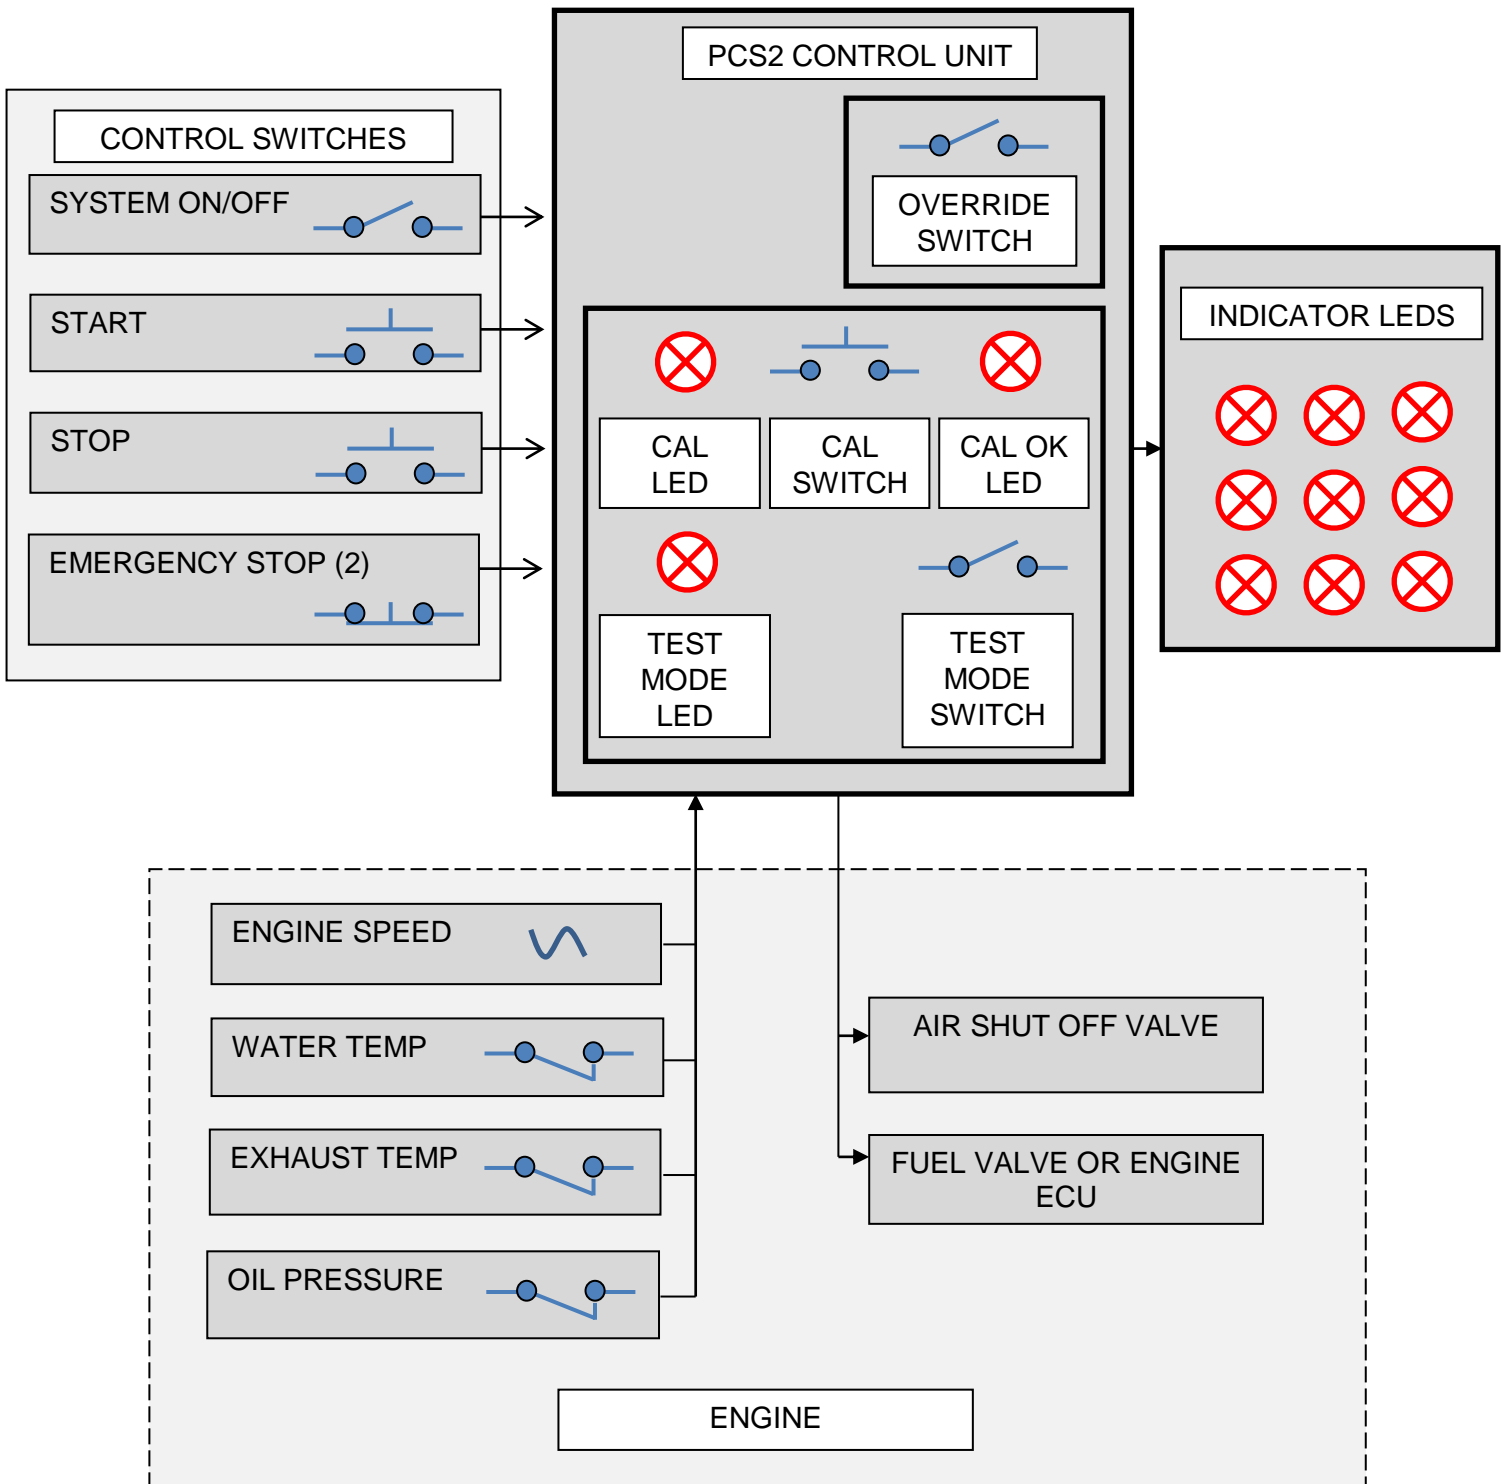 PCS2 CONTROL UNIT
CONTROL SWITCHES
SYSTEM ON/OFF
START
STOP
EMERGENCY STOP (2)
OVERRIDE
SWITCH
CAL
LED
CAL
SWITCH
CAL OK
LED
TEST
MODE
LED
TEST
MODE
SWITCH
INDICATOR LEDS
ENGINE SPEED
WATER TEMP
EXHAUST TEMP
OIL PRESSURE
AIR SHUT OFF VALVE
FUEL VALVE OR ENGINE
ECU
ENGINE